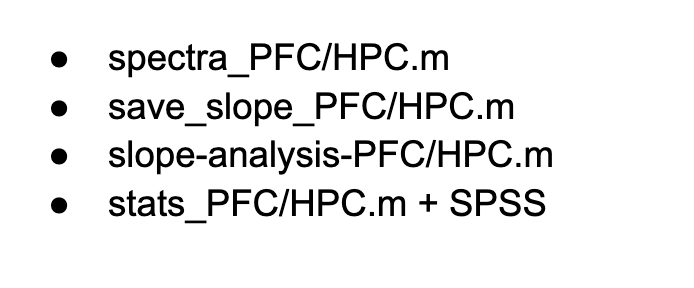 ● spectra_PFC/HPC.m
● save_slope_PFC/HPC.m
● slope-analysis-PFC/HPC.m
● stats_PFC/HPC.m + SPSS